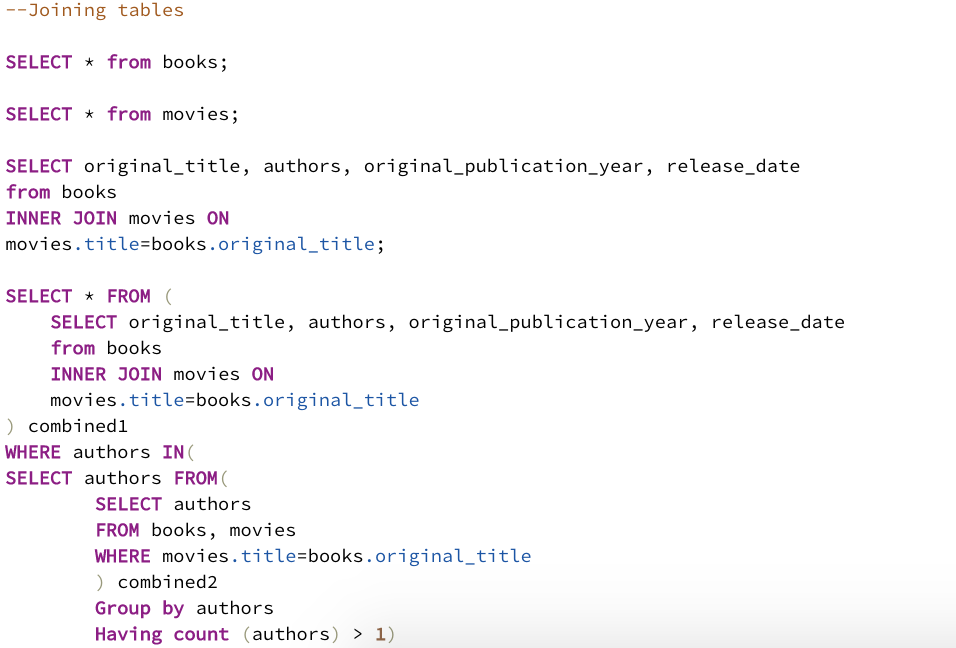 --Joining tables
SELECT * from books;
SELECT * from movies;
SELECT original_title, authors, original_publication_year, release_date
from books
INNER JOIN movies ON
movies.title=books.original_title;
SELECT * FROM (
SELECT original_title, authors, original_publication_year, release_date
from books
INNER JOIN movies ON
movies.title=books.original_title
) combined1
WHERE authors IN(
SELECT authors FROM(
SELECT authors
FROM books, movies
WHERE movies.title=books.original_title
) combined2
Group by authors
Having count (authors) > 1)